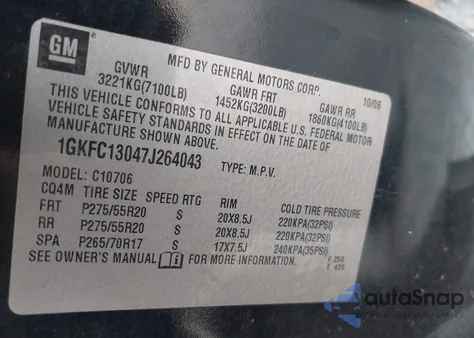 GM
MFD BY GENERAL MOTORS CORP. 10/06
GVWR GAWR FRT GAWR RR
3221KG(7100LB) 1452KG(3200LB) 1860KG(4100LB)
THIS VEHICLE CONFORMS TO ALL APPLICABLE U.S. FEDERAL MOTOR
VEHICLE SAFETY STANDARDS IN EFFECT ON THE DATE OF
MANUFACTURE SHOWN ABOVE.
1GKFC13047J264043 TYPE: M.P.V.
MODEL: C10706
CQ4M TIRE SIZE SPEED RTG RIM COLD TIRE PRESSURE
FRT P275/55R20 S 20X8.5J 220KPA(32PSI)
RR P275/55R20 S 20X8.5J 220KPA(32PSI)
SPA P265/70R17 S 17X7.5J 240KPA(35PSI)
SEE OWNER'S MANUAL FOR MORE INFORMATION.
autoSnap